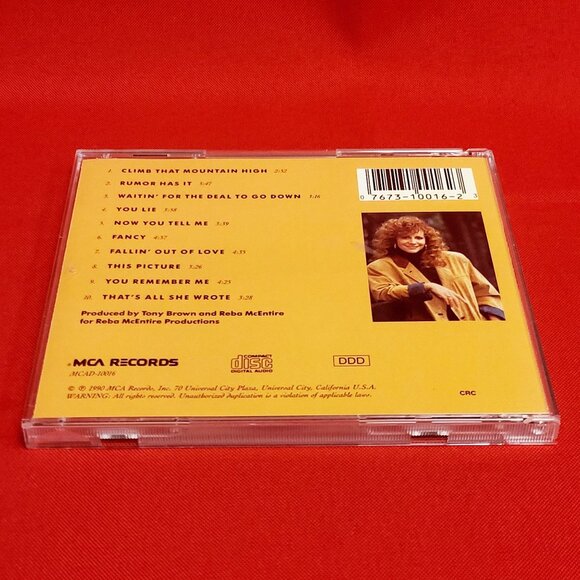 1. CLIMB THAT MOUNTAIN HIGH 2:52
2. RUMOR HAS IT 3:47
3. WAITIN' FOR THE DEAL TO GO DOWN 3:16
4. YOU LIE 3:58
5. NOW YOU TELL ME 3:39
6. FANCY 4:57
7. FALLIN' OUT OF LOVE 4:35
8. THIS PICTURE 3:26
9. YOU REMEMBER ME 4:25
10. THAT'S ALL SHE WROTE 3:28
Produced by Tony Brown and Reba McEntire
for Reba McEntire Productions
0 7673-10016-2 3
MCA RECORDS
MCAD-10016
COMPACT
disc
DIGITAL AUDIO
DDD
© ℗ 1990 MCA Records, Inc. 70 Universal City Plaza, Universal City, California U.S.A.
WARNING: All rights reserved. Unauthorized duplication is a violation of applicable laws.
CRC